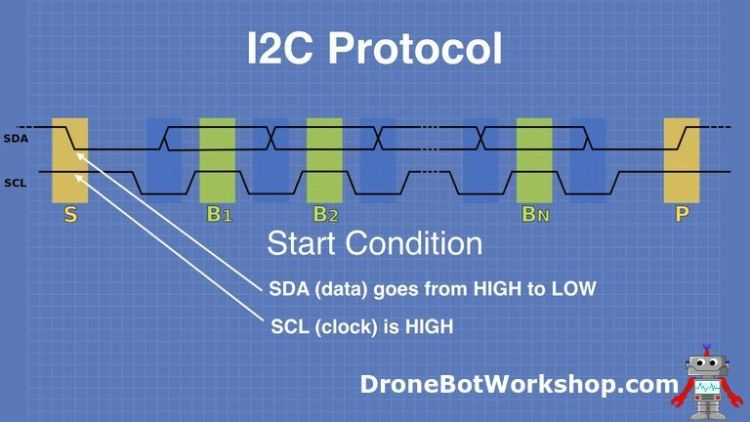 I2C Protocol
SDA
SCL
S B1 B2 BN P
Start Condition
SDA (data) goes from HIGH to LOW
SCL (clock) is HIGH
DroneBotWorkshop.com